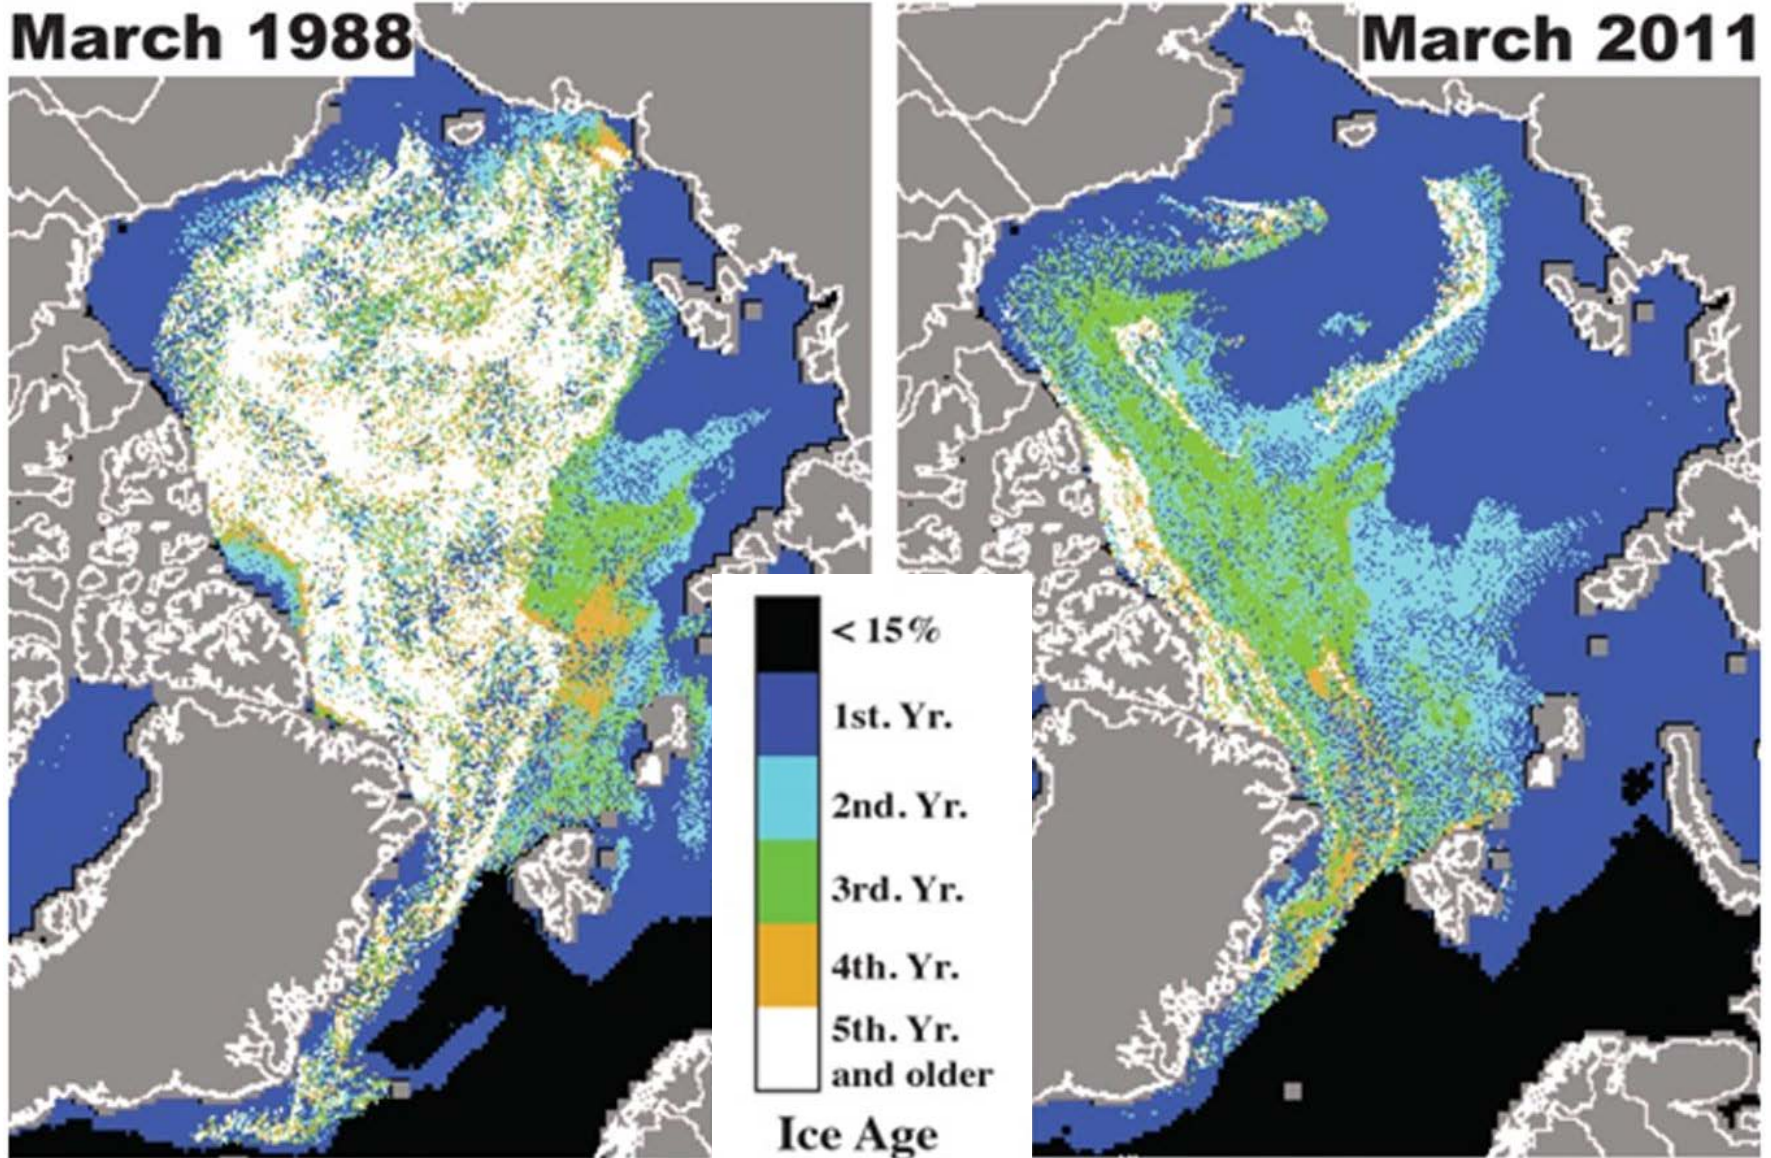 March 1988
March 2011
< 15%
1st. Yr.
2nd. Yr.
3rd. Yr.
4th. Yr.
5th. Yr.
and older
Ice Age